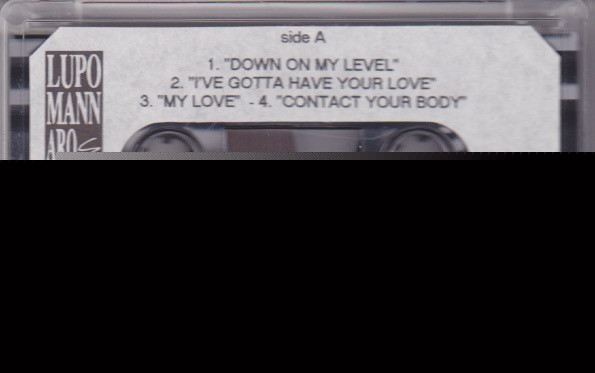 side A
1. "DOWN ON MY LEVEL"
2. "I'VE GOTTA HAVE YOUR LOVE"
3. "MY LOVE" - 4. "CONTACT YOUR BODY"
LUPO
MANN
ARO